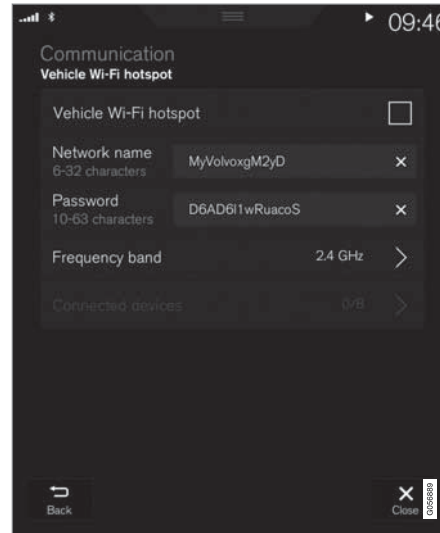 09:46
Communication
Vehicle Wi-Fi hotspot
Vehicle Wi-Fi hotspot
Network name
6-32 characters
MyVolvoxgM2yD
Password
10-63 characters
D6AD6l1wRuacoS
Frequency band
2.4 GHz
Connected devices
0/8
Back
Close
G056889